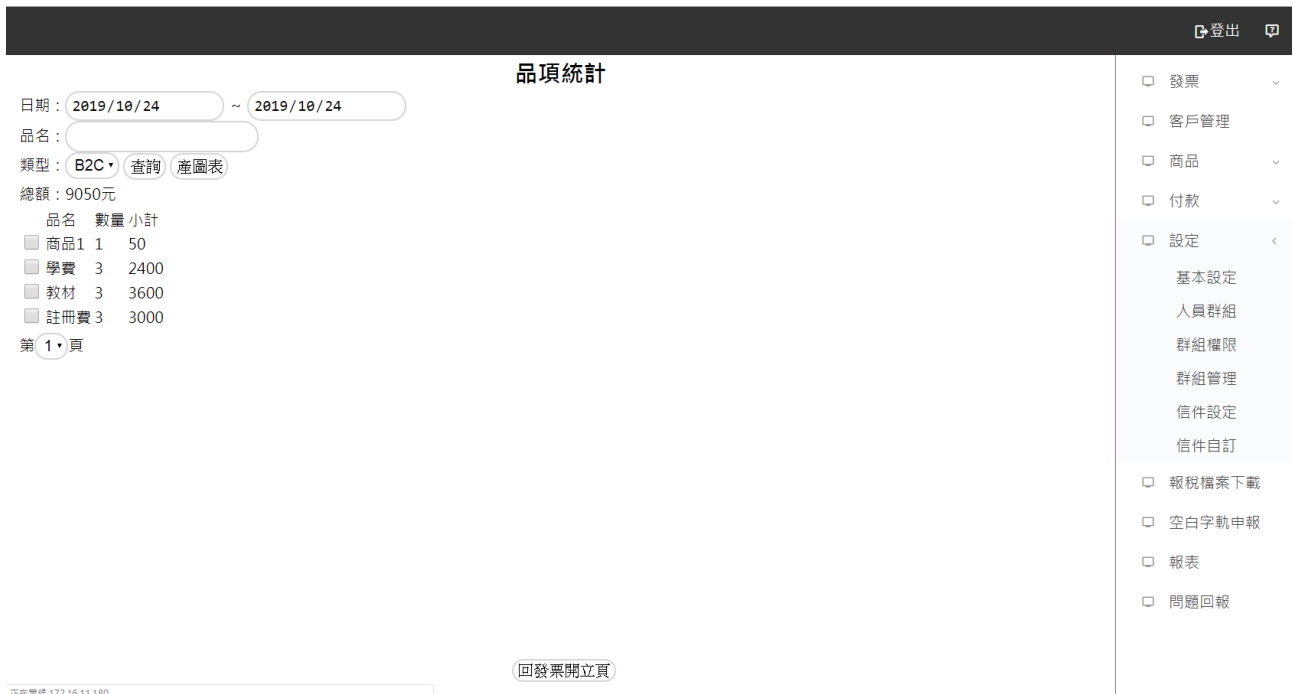 登出
品項統計
日期：2019/10/24 ~ 2019/10/24
品名：
類型：B2C 查詢 產圖表
總額：9050元
品名 數量 小計
商品1 1 50
學費 3 2400
教材 3 3600
註冊費 3 3000
第 1 頁
回發票開立頁
發票
客戶管理
商品
付款
設定
基本設定
人員群組
群組權限
群組管理
信件設定
信件自訂
報稅檔案下載
空白字軌申報
報表
問題回報
172.16.11.180